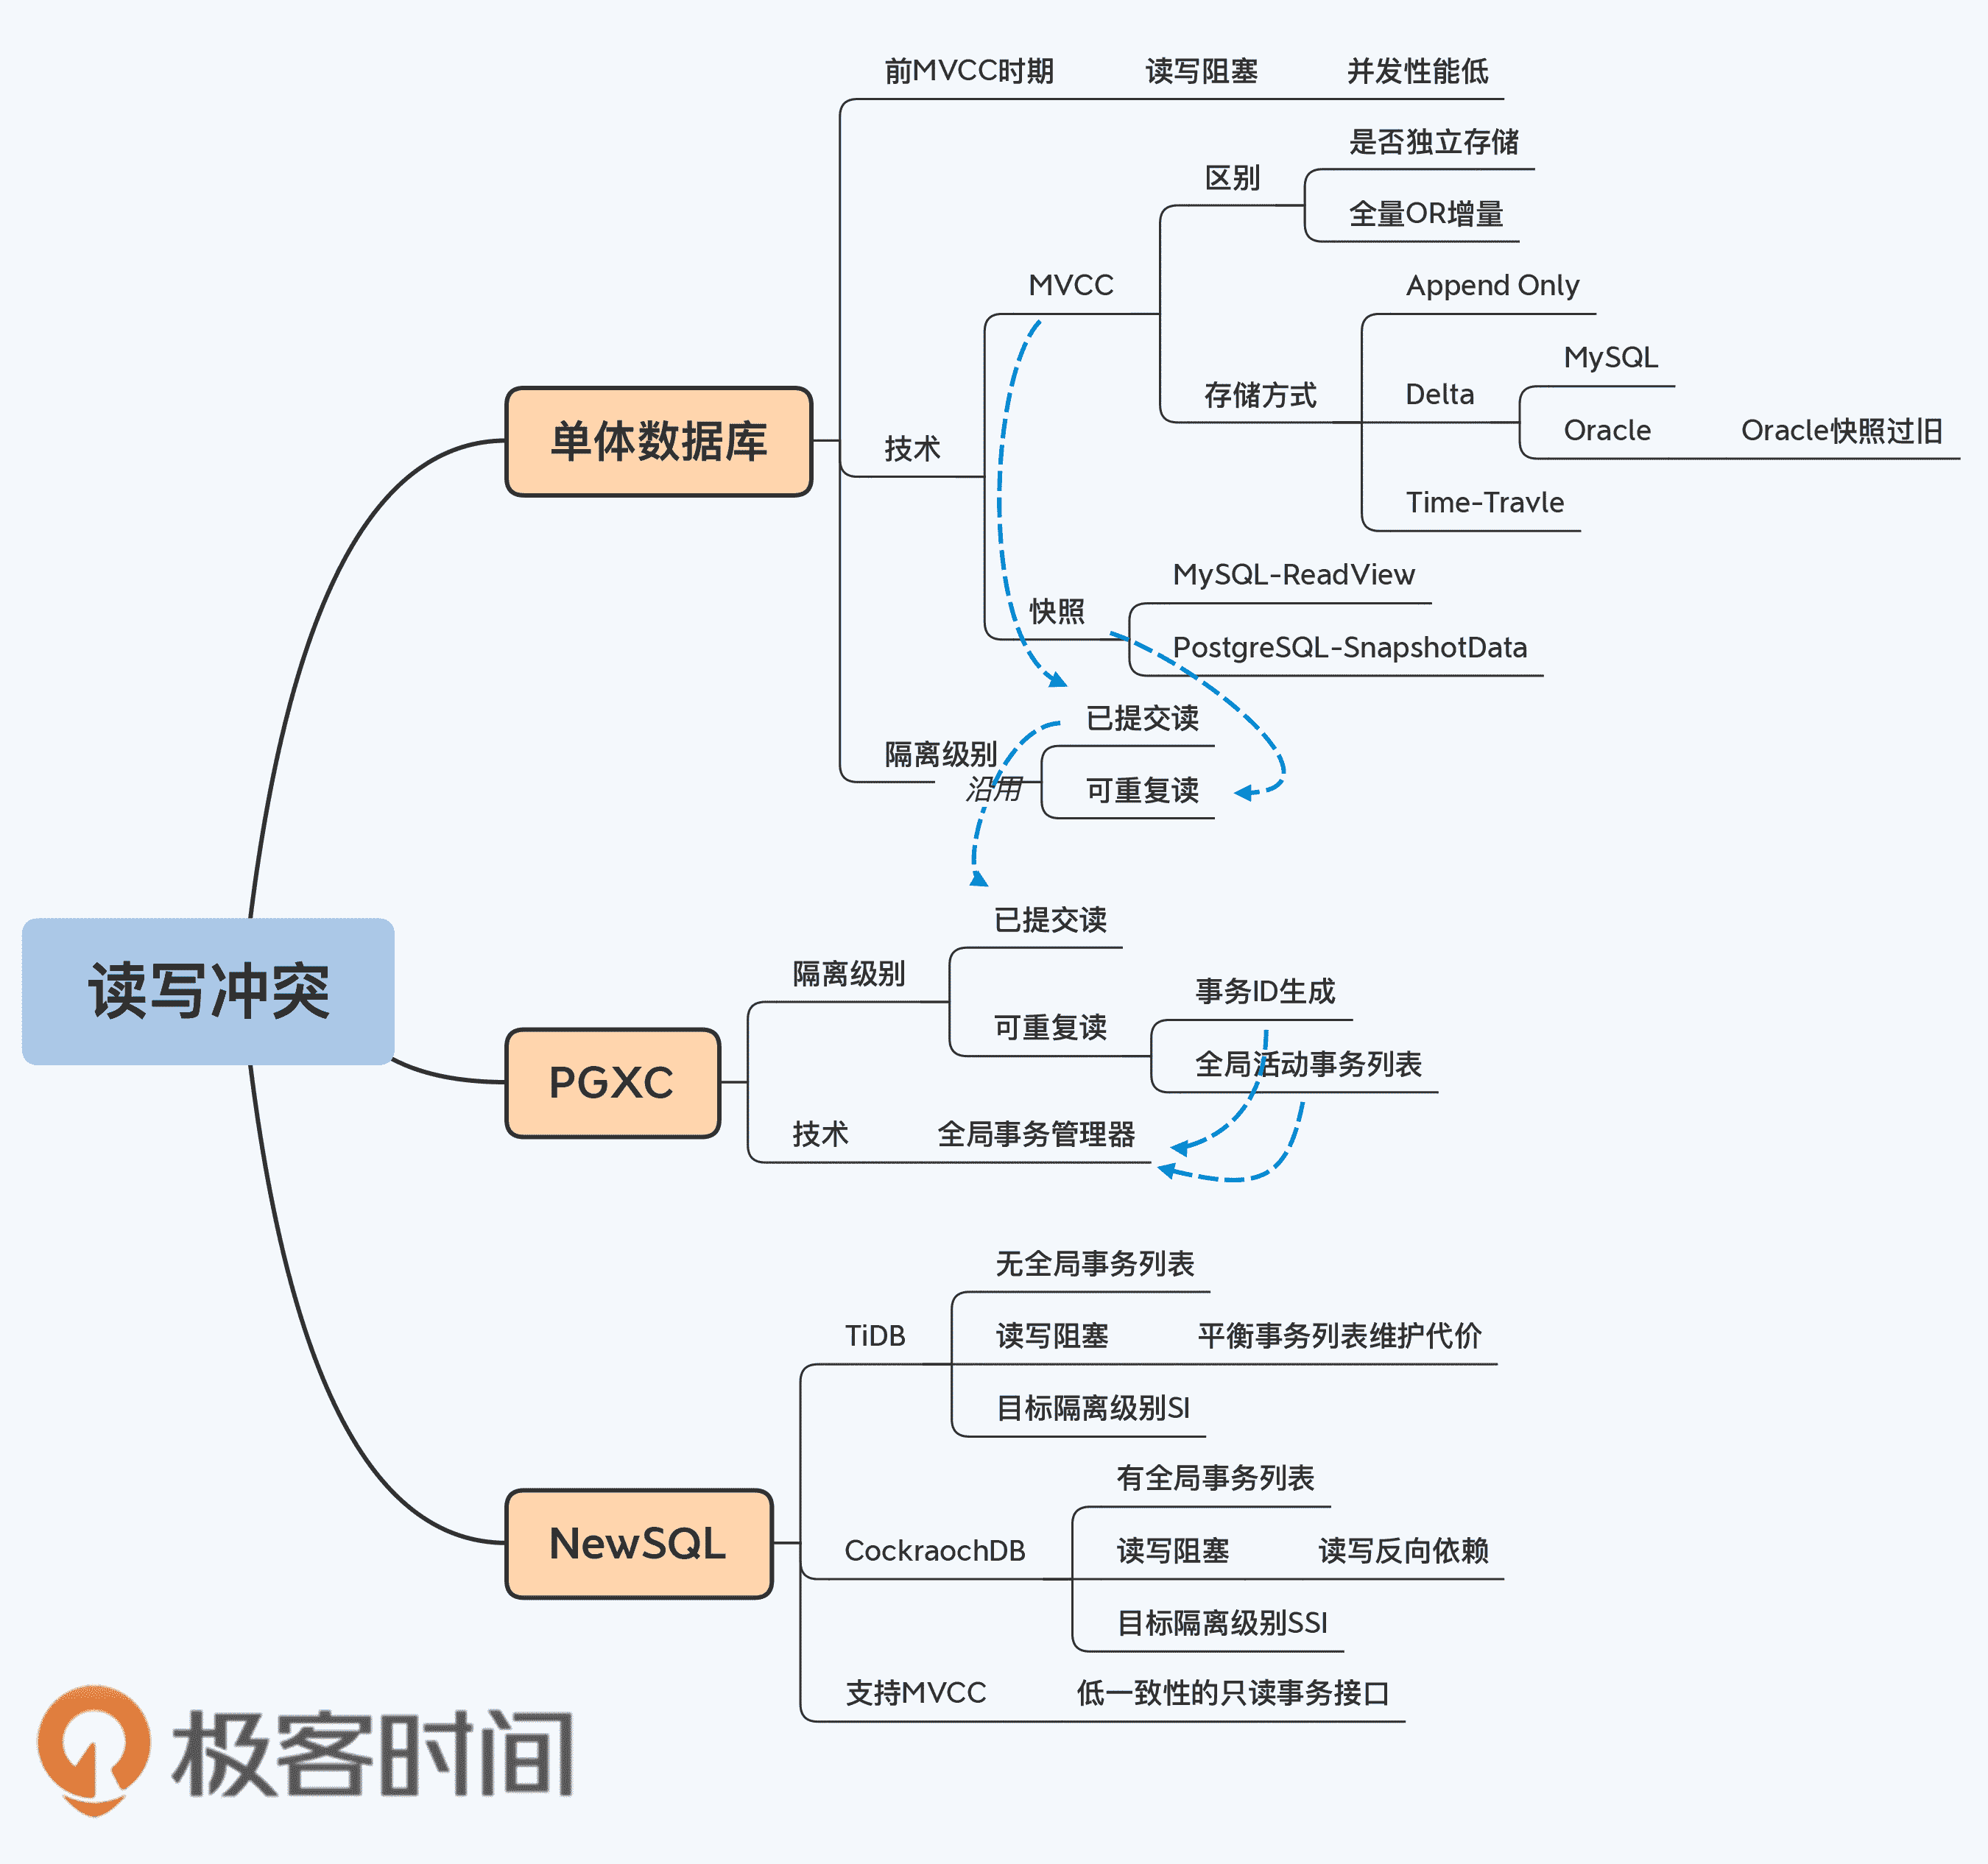 前MVCC时期 读写阻塞 并发性能低
是否独立存储
区别
全量OR增量
MVCC
Append Only
MySQL
存储方式
Delta
Oracle Oracle快照过旧
技术
Time-Travle
MySQL-ReadView
快照
PostgreSQL-SnapshotData
单体数据库
已提交读
隔离级别
沿用
可重复读
读写冲突
已提交读
隔离级别
事务ID生成
可重复读
全局活动事务列表
PGXC
技术 全局事务管理器
无全局事务列表
TiDB
读写阻塞 平衡事务列表维护代价
目标隔离级别SI
有全局事务列表
NewSQL
CockraochDB
读写阻塞 读写反向依赖
目标隔离级别SSI
支持MVCC 低一致性的只读事务接口
极客时间